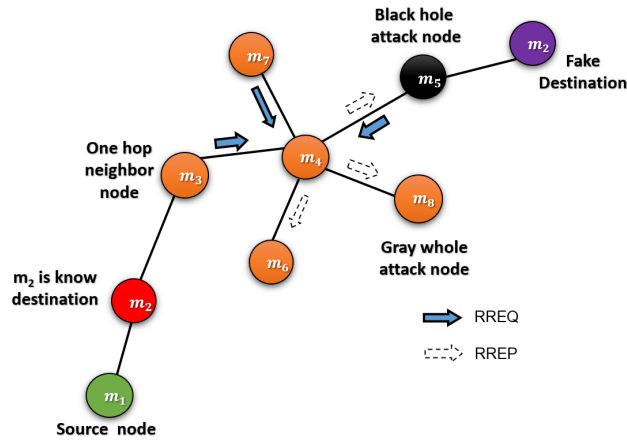 Black hole
attack node
m₂
Fake
Destination
m₇
m₅
One hop
neighbor
node
m₄
m₃
m₈
Gray whole
attack node
m₆
m₂ is know
destination
m₂
RREQ
RREP
m₁
Source node